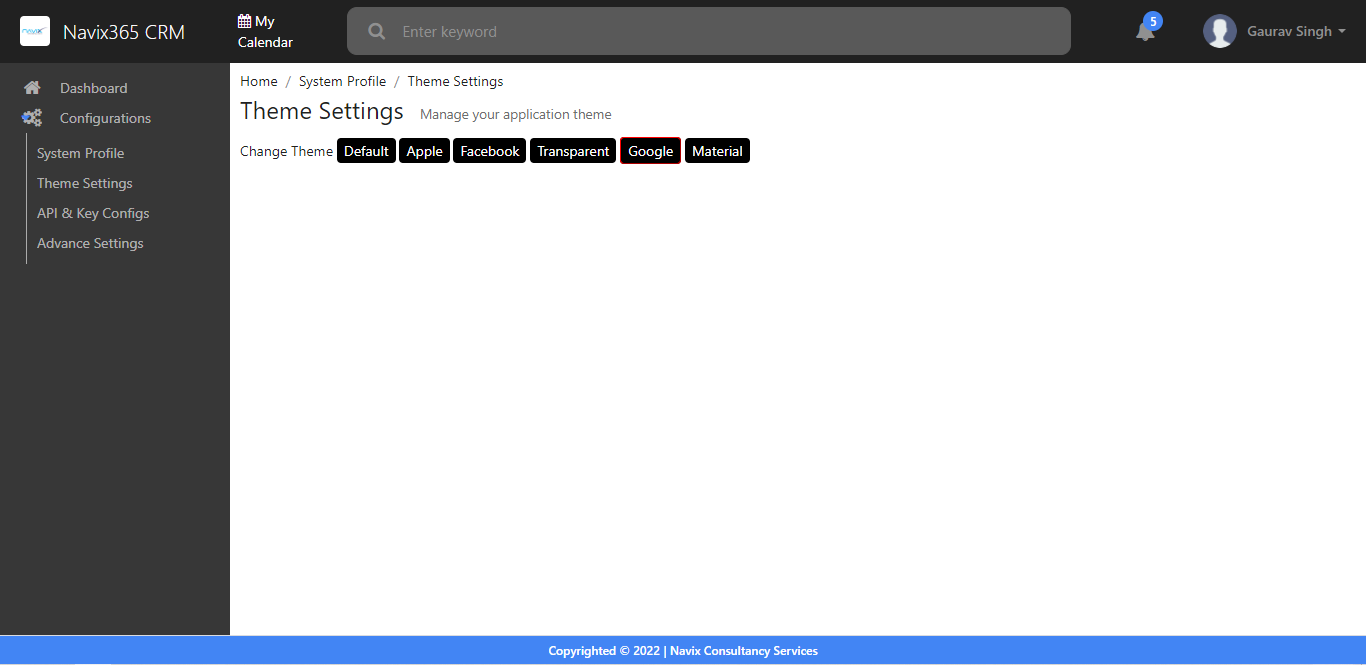 Navix
Navix365 CRM
My
Calendar
Enter keyword
5
Gaurav Singh
Dashboard
Configurations
System Profile
Theme Settings
API & Key Configs
Advance Settings
Home / System Profile / Theme Settings
Theme Settings Manage your application theme
Change Theme Default Apple Facebook Transparent Google Material
Copyrighted © 2022 | Navix Consultancy Services